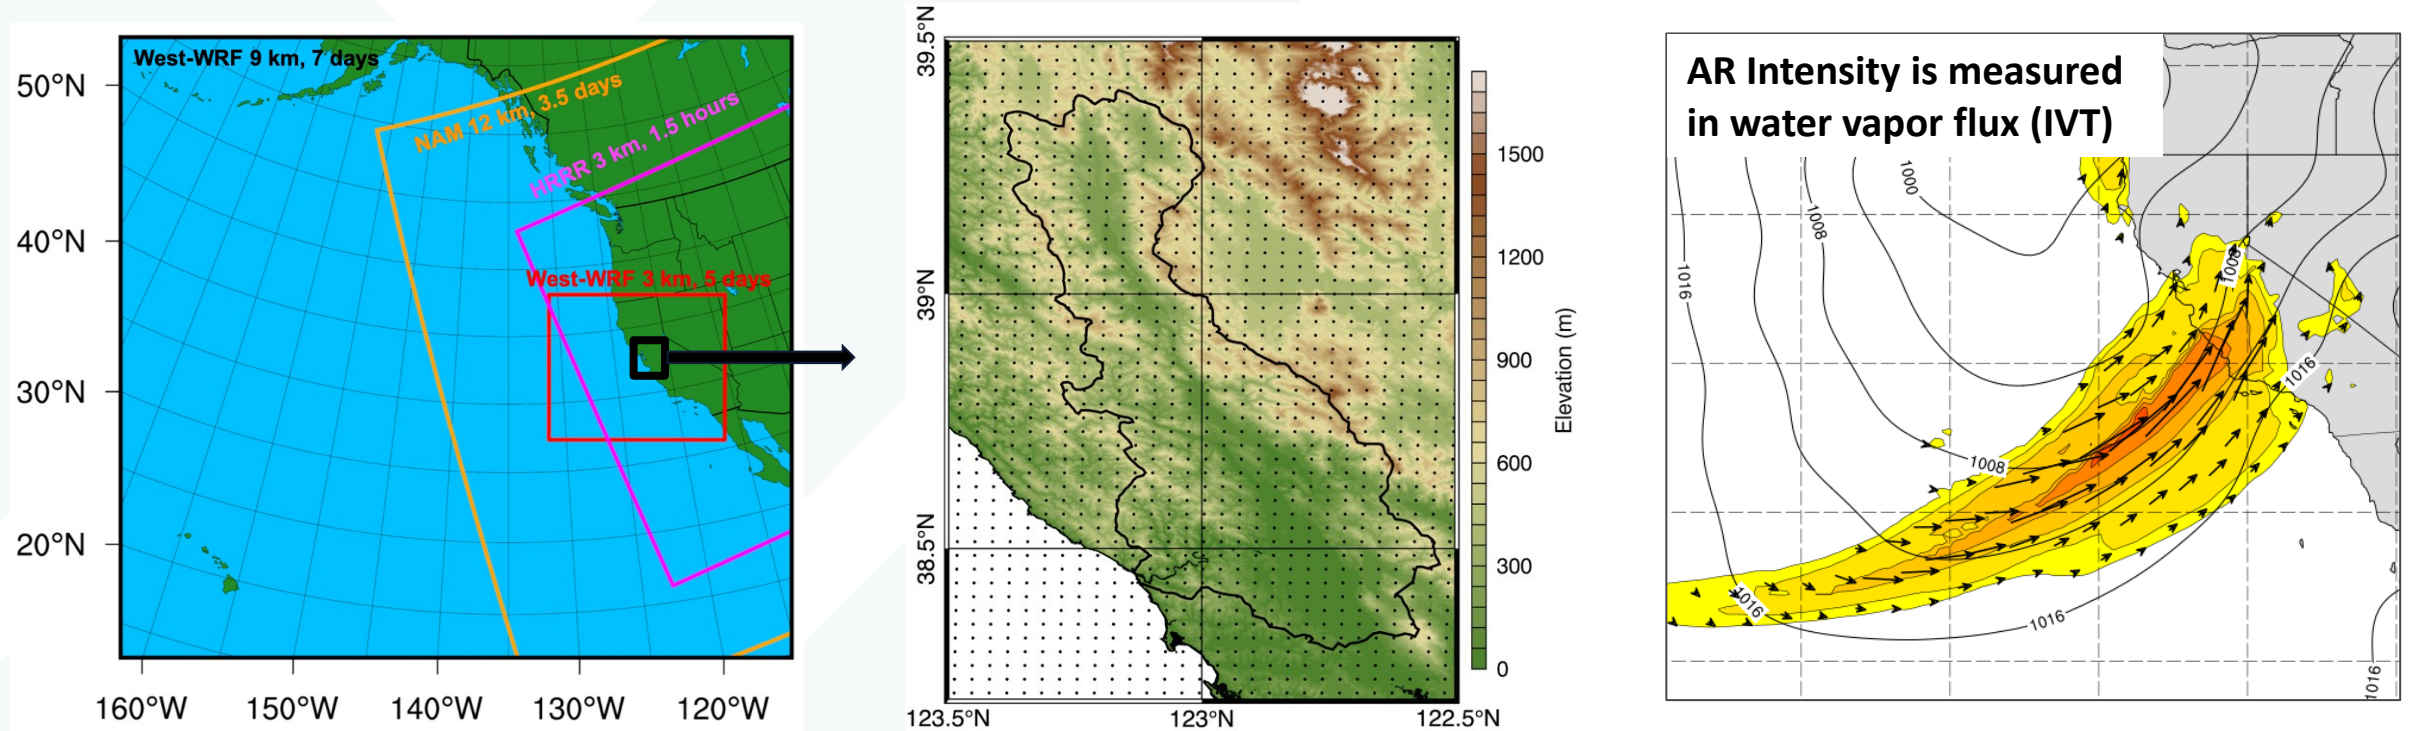 West-WRF 9 km, 7 days
NAM 12 km, 3.5 days
HRRR 3 km, 1.5 hours
West-WRF 3 km, 5 days
50°N
40°N
30°N
20°N
160°W
150°W
140°W
130°W
120°W
39.5°N
39°N
38.5°N
123.5°N
123°N
122.5°N
1500
1200
900
600
300
0
Elevation (m)
AR Intensity is measured
in water vapor flux (IVT)
1000
1008
1016
1008
1016
1008
1016
1016
1016